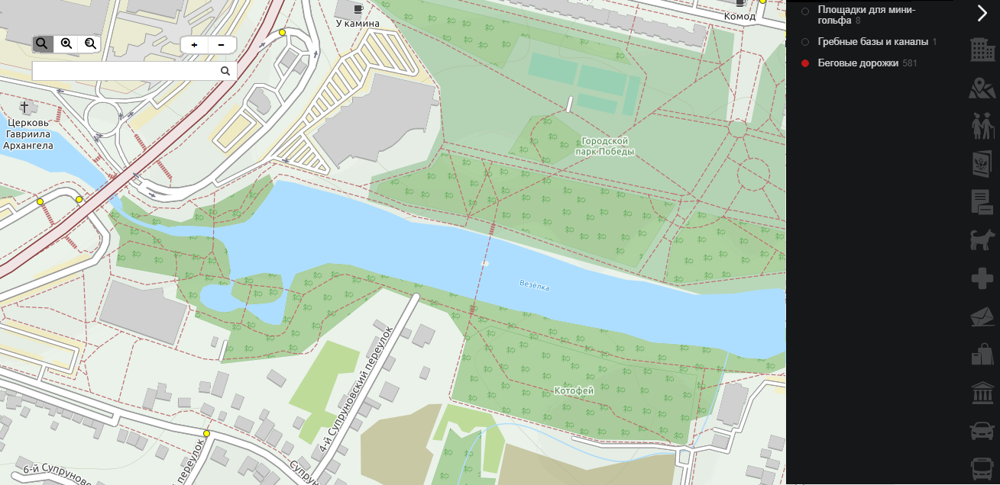 У камина
Комод
Площадки для мини-
гольфа 8
Гребные базы и каналы 1
Беговые дорожки 581
+ −
Церковь
Гавриила
Архангела
Городской
парк Победы
Везёлка
Котофей
4-й Супруновский переулок
6-й Супруново
переулок
Супрун